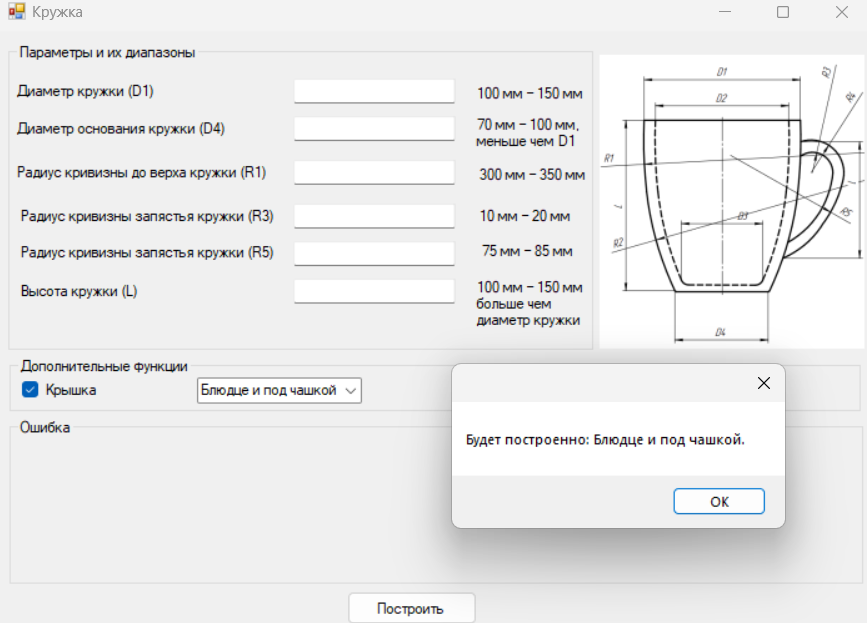 Кружка
Параметры и их диапазоны
Диаметр кружки (D1)
100 мм – 150 мм
Диаметр основания кружки (D4)
70 мм – 100 мм,
меньше чем D1
Радиус кривизны до верха кружки (R1)
300 мм – 350 мм
Радиус кривизны запястья кружки (R3)
10 мм – 20 мм
Радиус кривизны запястья кружки (R5)
75 мм – 85 мм
Высота кружки (L)
100 мм – 150 мм
больше чем
диаметр кружки
D1
R3
R4
D2
R1
L
l
D3
R5
R2
D4
Дополнительные функции
Крышка
Блюдце и под чашкой
Ошибка
Будет построенно: Блюдце и под чашкой.
OK
Построить